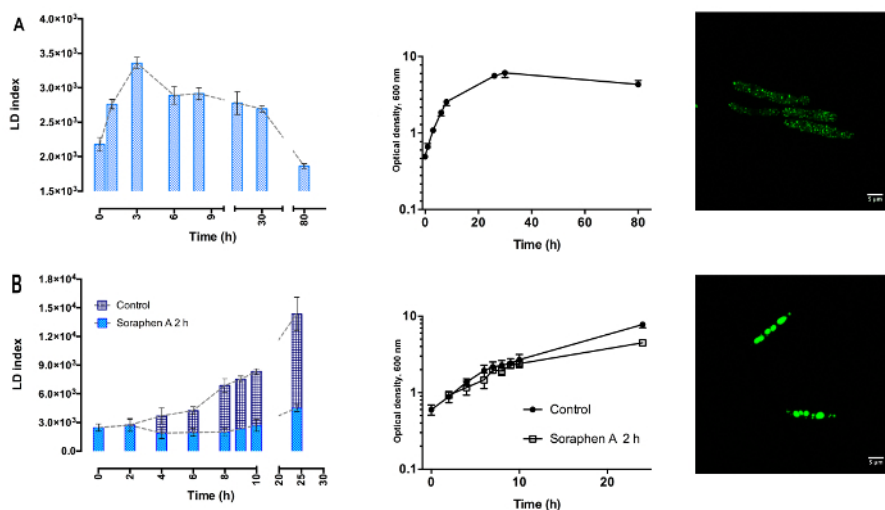 A
LD index
4.0×10³
3.5×10³
3.0×10³
2.5×10³
2.0×10³
1.5×10³
0 3 6 9 30 80
Time (h)
Optical density, 600 nm
10
1
0.1
0 20 40 60 80
Time (h)
5 µm
B
LD index
1.8×10⁴
1.5×10⁴
1.2×10⁴
9.0×10³
6.0×10³
3.0×10³
0.0
Control
Soraphen A 2 h
0 2 4 6 8 10 20 25 30
Time (h)
Optical density, 600 nm
10
1
0.1
Control
Soraphen A 2 h
0 10 20
Time (h)
5 µm